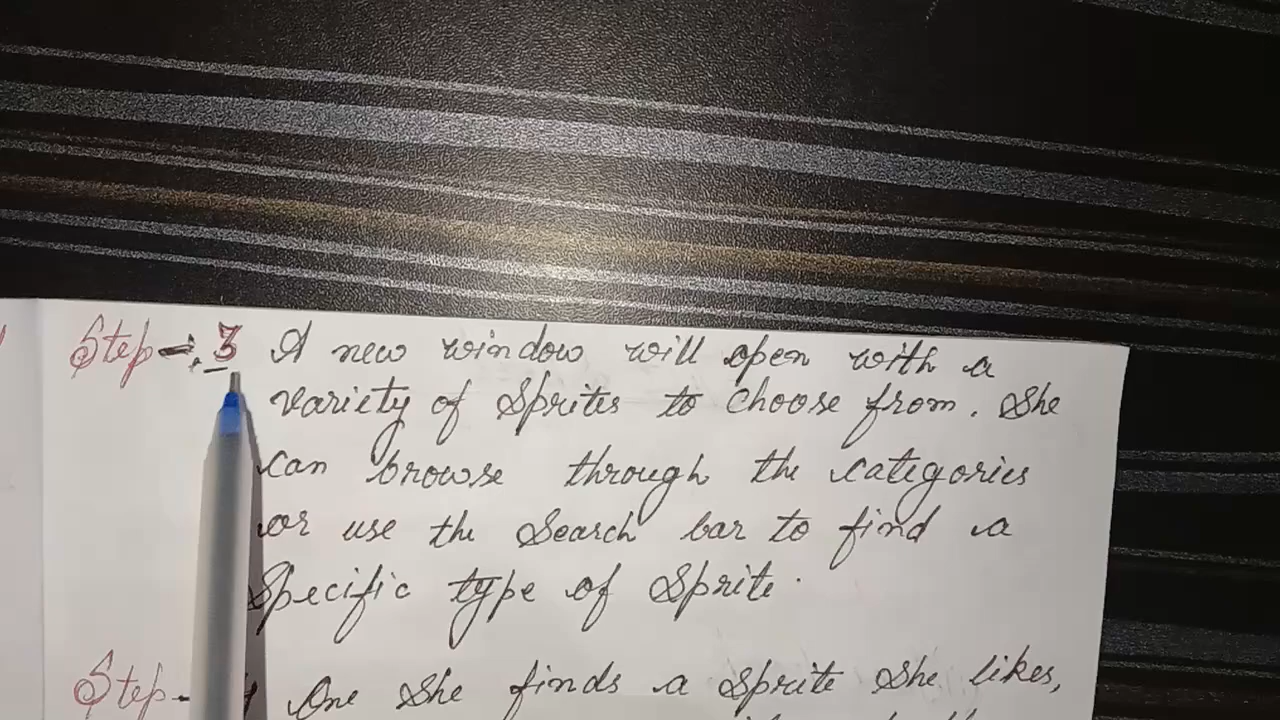 Step-3 A new window will open with a
variety of Sprites to choose from. She
can browse through the categories
or use the Search bar to find a
Specific type of Sprite.
Step- One She finds a Sprite She likes,